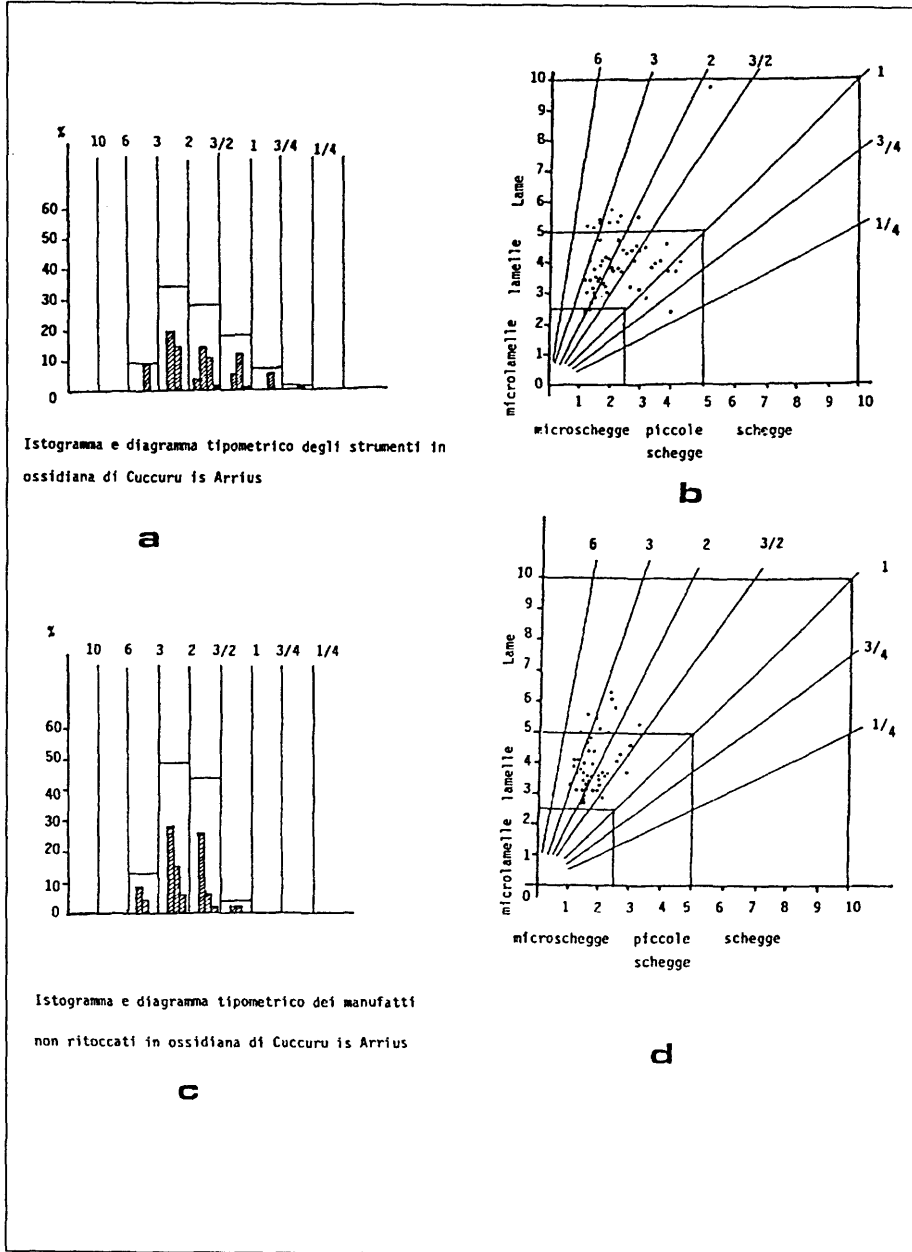 % 10 6 3 2 3/2 1 3/4 1/4
60
50
40
30
20
10
0
Istogramma e diagramma tipometrico degli strumenti in
ossidiana di Cuccuru is Arrius
a
6 3 2 3/2 1
3/4
1/4
10
9
8
7
6
5
4
3
2
1
0
microlamelle lamelle Lame
1 2 3 4 5 6 7 8 9 10
microschegge piccole schegge
schegge
b
% 10 6 3 2 3/2 1 3/4 1/4
60
50
40
30
20
10
0
Istogramma e diagramma tipometrico dei manufatti
non ritoccati in ossidiana di Cuccuru is Arrius
c
6 3 2 3/2 1
3/4
1/4
10
9
8
7
6
5
4
3
2
1
0
microlamelle lamelle Lame
1 2 3 4 5 6 7 8 9 10
microschegge piccole schegge
schegge
d